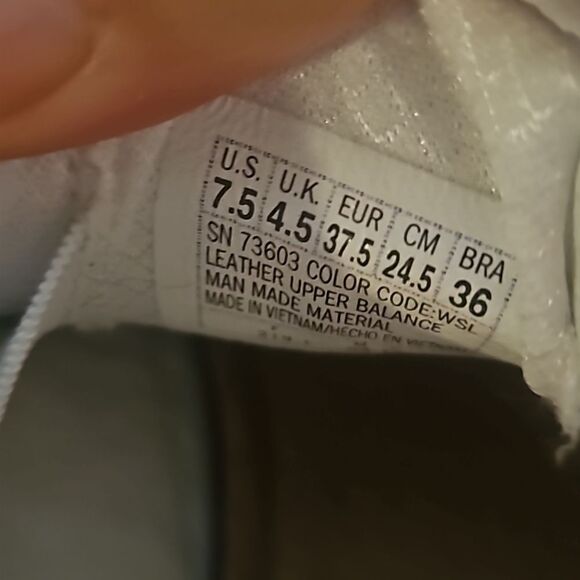 U.S. U.K. EUR CM BRA
7.5 4.5 37.5 24.5 36
SN 73603 COLOR CODE:WSL
LEATHER UPPER BALANCE
MAN MADE MATERIAL
MADE IN VIETNAM/HECHO EN VIETNAM